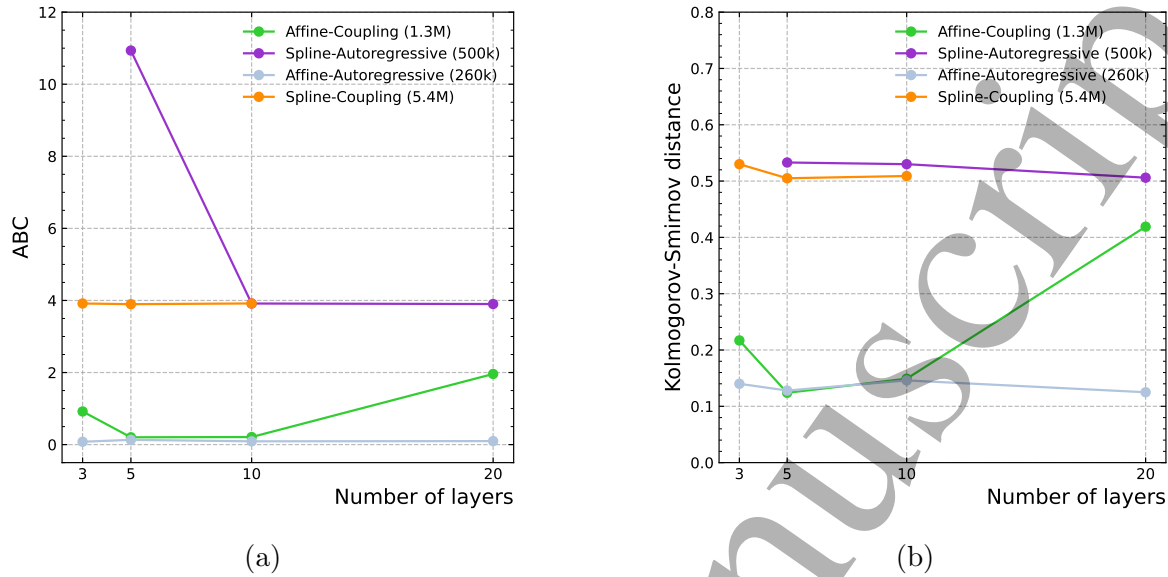 12
10
8
6
4
2
0
ABC
3 5 10 20
Number of layers
Affine-Coupling (1.3M)
Spline-Autoregressive (500k)
Affine-Autoregressive (260k)
Spline-Coupling (5.4M)
(a)
0.8
0.7
0.6
0.5
0.4
0.3
0.2
0.1
0.0
Kolmogorov-Smirnov distance
3 5 10 20
Number of layers
Affine-Coupling (1.3M)
Spline-Autoregressive (500k)
Affine-Autoregressive (260k)
Spline-Coupling (5.4M)
(b)
nuscrip